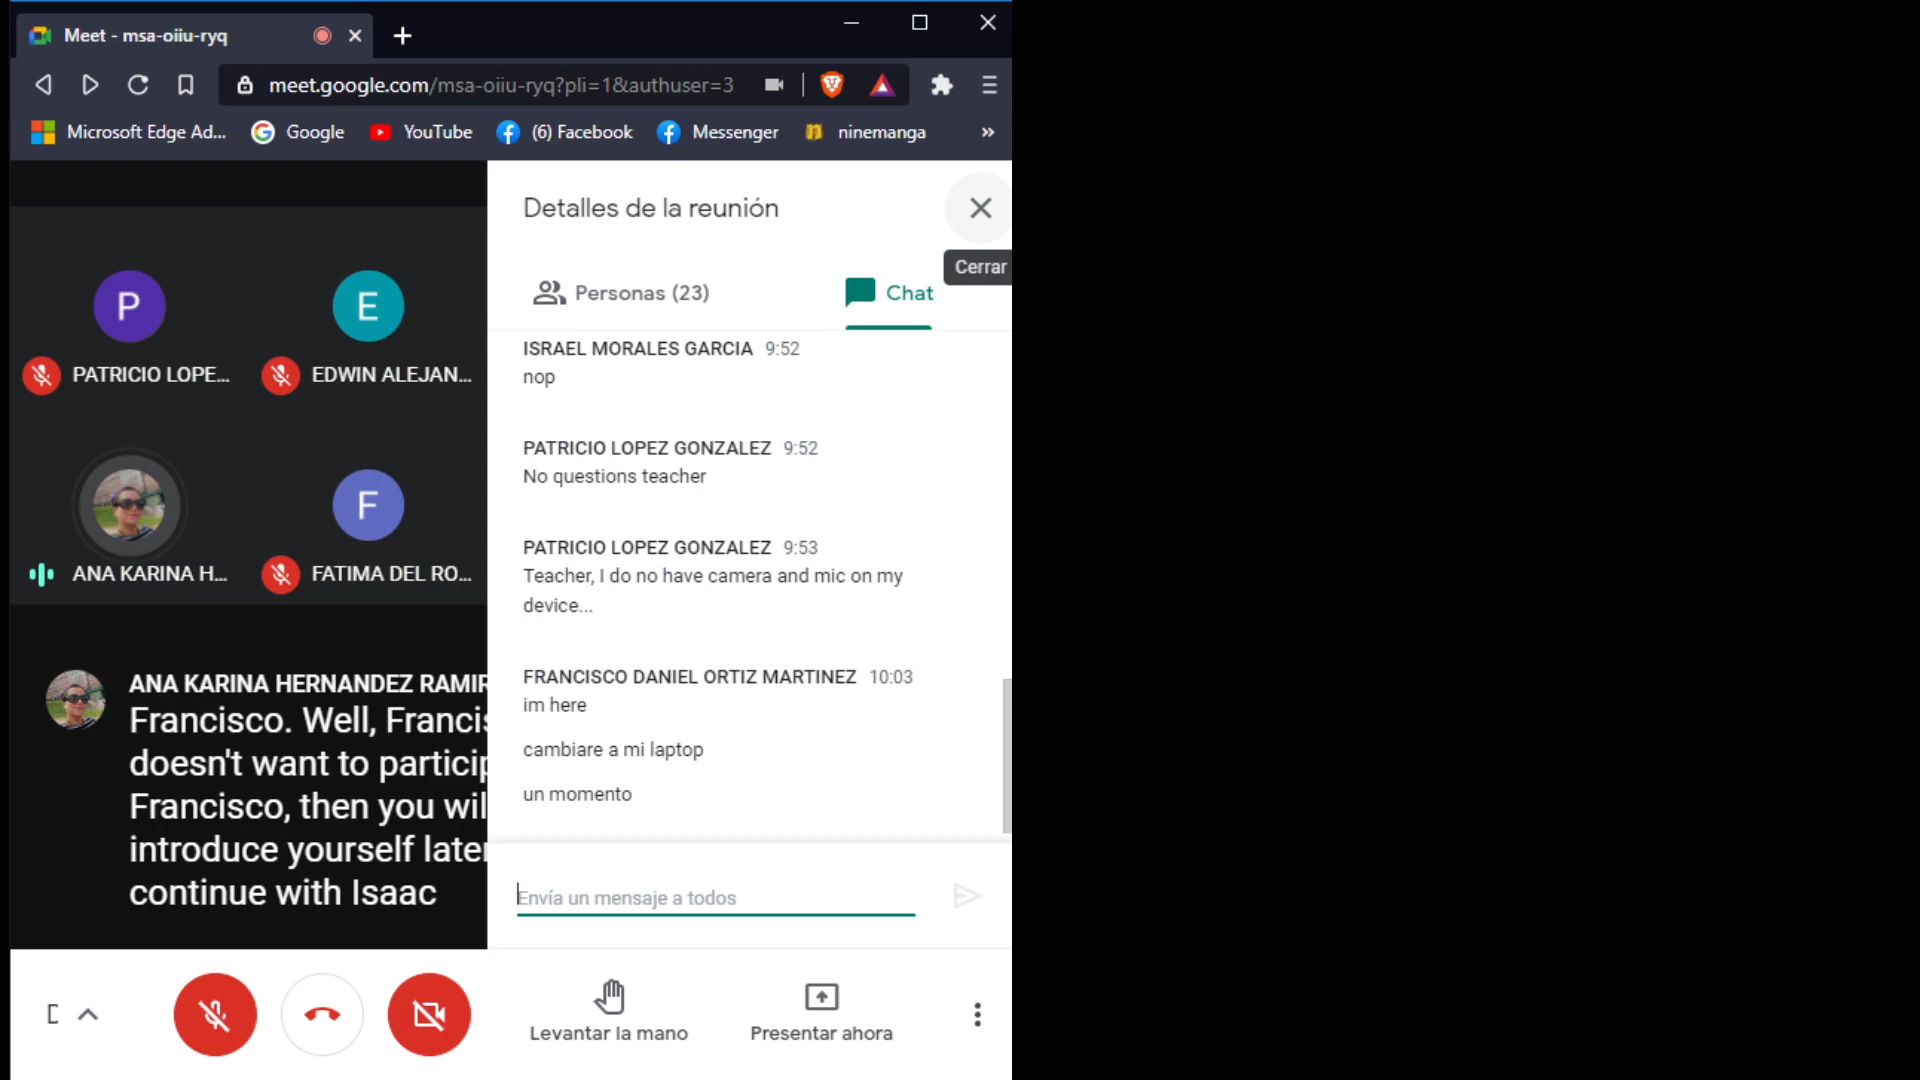 Meet - msa-oiiu-ryq
meet.google.com/msa-oiiu-ryq?pli=1&authuser=3
Microsoft Edge Ad...
Google
YouTube
(6) Facebook
Messenger
ninemanga
»
Detalles de la reunión
Cerrar
Personas (23)
Chat
P
E
PATRICIO LOPE...
EDWIN ALEJAN...
F
ANA KARINA H...
FATIMA DEL RO...
ANA KARINA HERNANDEZ
Francisco. Well,
doesn't want to
Francisco, then you
introduce yourself
continue with Isaac
ISRAEL MORALES GARCIA 9:52
nop
PATRICIO LOPEZ GONZALEZ 9:52
No questions teacher
PATRICIO LOPEZ GONZALEZ 9:53
Teacher, I do no have camera and mic on my
device...
FRANCISCO DANIEL ORTIZ MARTINEZ 10:03
im here
cambiare a mi laptop
un momento
Envía un mensaje a todos
Levantar la mano
Presentar ahora